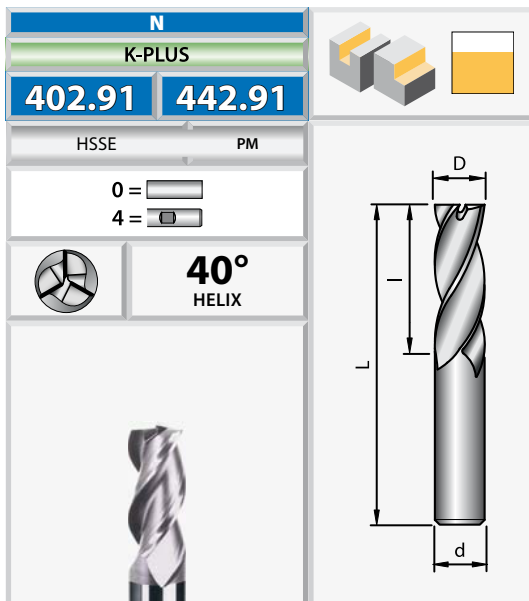 N
K-PLUS
402.91 442.91
HSSE PM
0 =
4 =
40°
HELIX
D
l
L
d